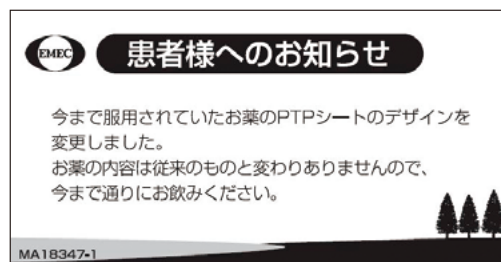 EMEC
患者様へのお知らせ
今まで服用されていたお薬のPTPシートのデザインを
変更しました。
お薬の内容は従来のものと変わりありませんので、
今まで通りにお飲みください。
MA18347-1